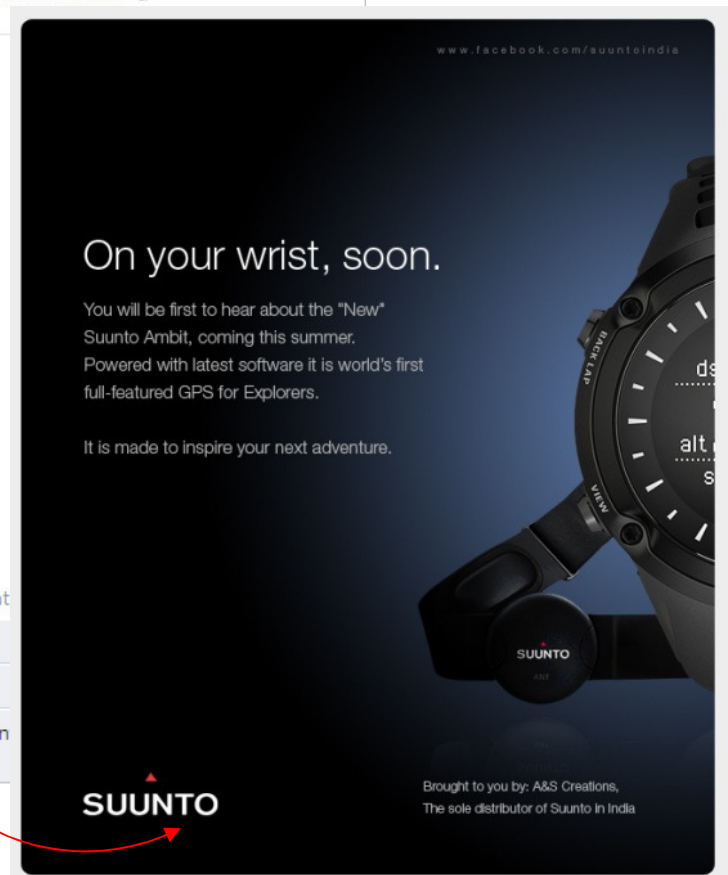 www.facebook.com/suuntoindia
On your wrist, soon.
You will be first to hear about the "New"
Suunto Ambit, coming this summer.
Powered with latest software it is world's first
full-featured GPS for Explorers.
It is made to inspire your next adventure.
BACK LAP
alt
VIEW
SUUNTO
ANT
SUUNTO
Brought to you by: A&S Creations,
The sole distributor of Suunto in India